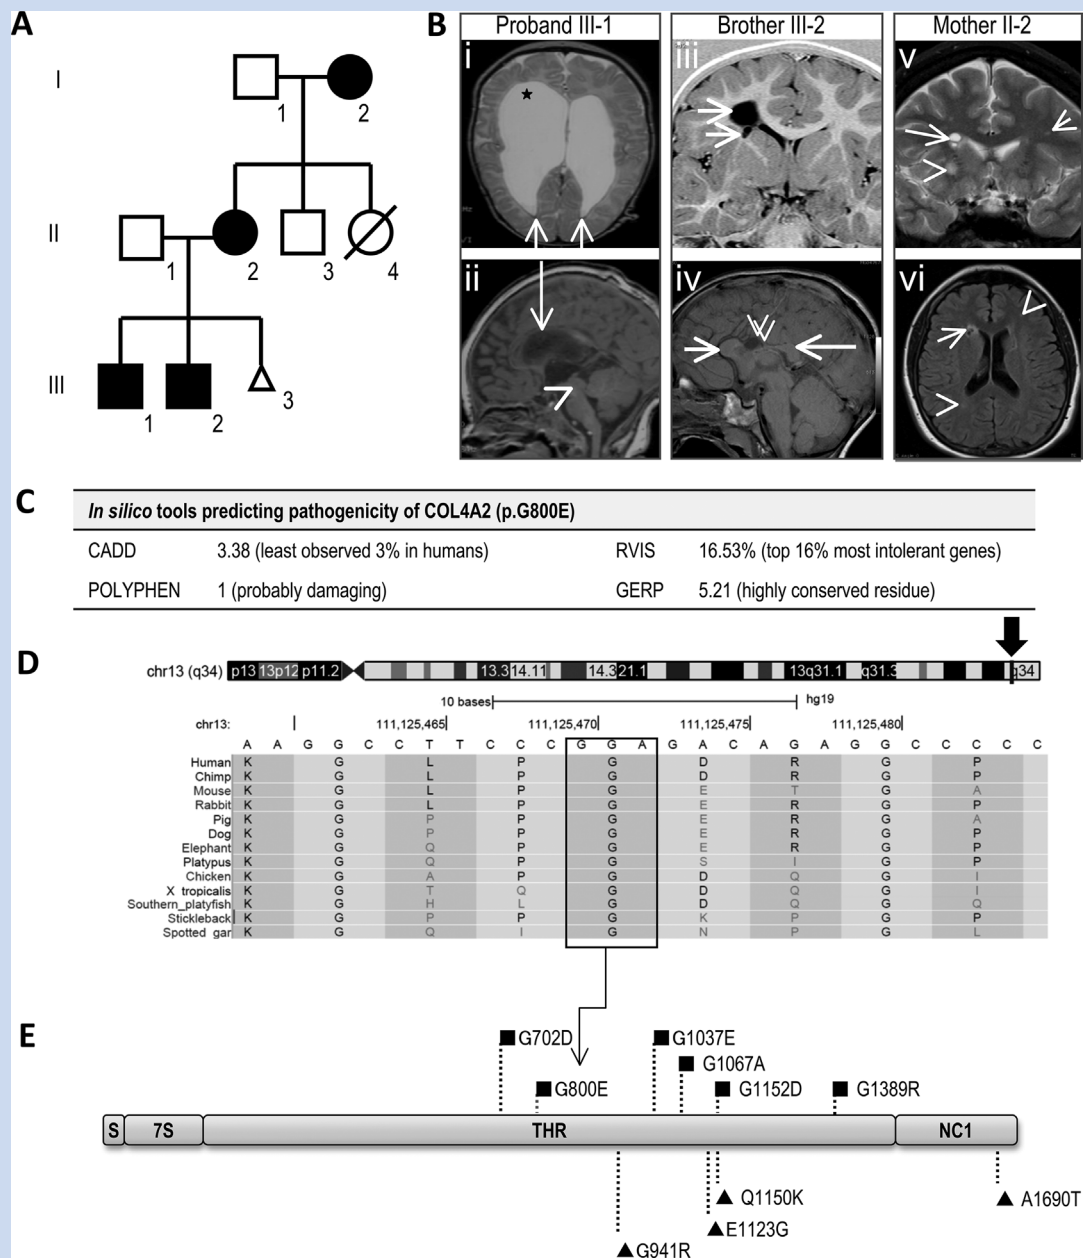 A
B
Proband III-1
Brother III-2
Mother II-2
I
1
2
II
1
2
3
4
III
1
2
3
i
ii
iii
iv
v
vi
C
In silico tools predicting pathogenicity of COL4A2 (p.G800E)
CADD 3.38 (least observed 3% in humans) RVIS 16.53% (top 16% most intolerant genes)
POLYPHEN 1 (probably damaging) GERP 5.21 (highly conserved residue)
D
chr13 (q34) p13 13p12 p11.2 13.3 14.11 14.3 21.1 13q31.1 q31.3 q34
10 bases hg19
chr13: 111,125,465 111,125,470 111,125,475 111,125,480
A A G G C C T T C C C G G A G A C A G A G G C C C C C
Human K G L P G D R G P
Chimp K G L P G D R G P
Mouse K G L P G E T G A
Rabbit K G L P G E R G P
Pig K G P P G E R G A
Dog K G P P G E R G P
Elephant K G Q P G E R G P
Platypus K G Q P G S I G P
Chicken K G A P G D Q G I
X tropicalis K G T Q G D Q G I
Southern_platyfish K G H L G D Q G Q
Stickleback K G P P G K P G P
Spotted gar K G Q I G N P G L
E
G702D
G1037E
G1067A
G800E
G1152D
G1389R
S 7S THR NC1
Q1150K
A1690T
E1123G
G941R